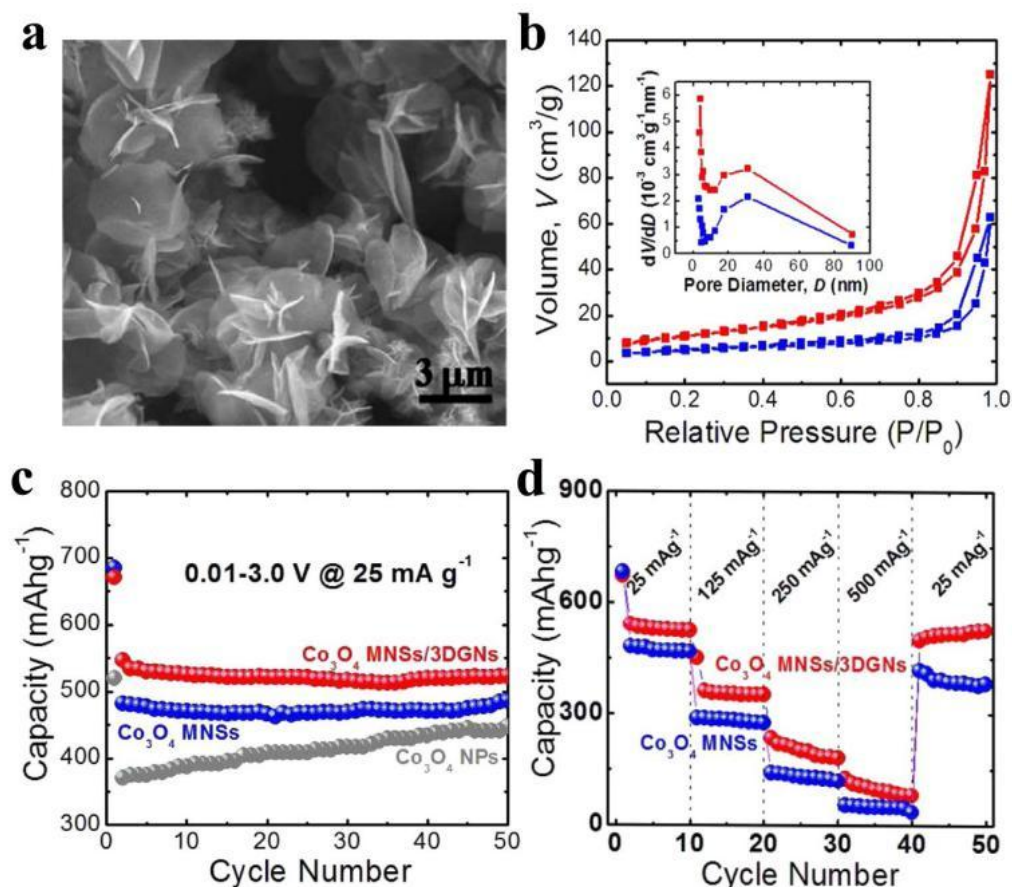 a
3 μm
b
Volume, V (cm³/g)
140
120
100
80
60
40
20
0
0.0 0.2 0.4 0.6 0.8 1.0
Relative Pressure (P/P₀)
dV/dD (10⁻³ cm³g⁻¹nm⁻¹)
6
5
4
3
2
1
0
0 20 40 60 80 100
Pore Diameter, D (nm)
c
Capacity (mAhg⁻¹)
800
700
600
500
400
300
0.01-3.0 V @ 25 mA g⁻¹
Co₃O₄ MNSs/3DGNs
Co₃O₄ MNSs
Co₃O₄ NPs
0 10 20 30 40 50
Cycle Number
d
Capacity (mAhg⁻¹)
900
600
300
0
25 mAg⁻¹
125 mAg⁻¹
250 mAg⁻¹
500 mAg⁻¹
25 mAg⁻¹
Co₃O₄ MNSs/3DGNs
Co₃O₄ MNSs
0 10 20 30 40 50
Cycle Number